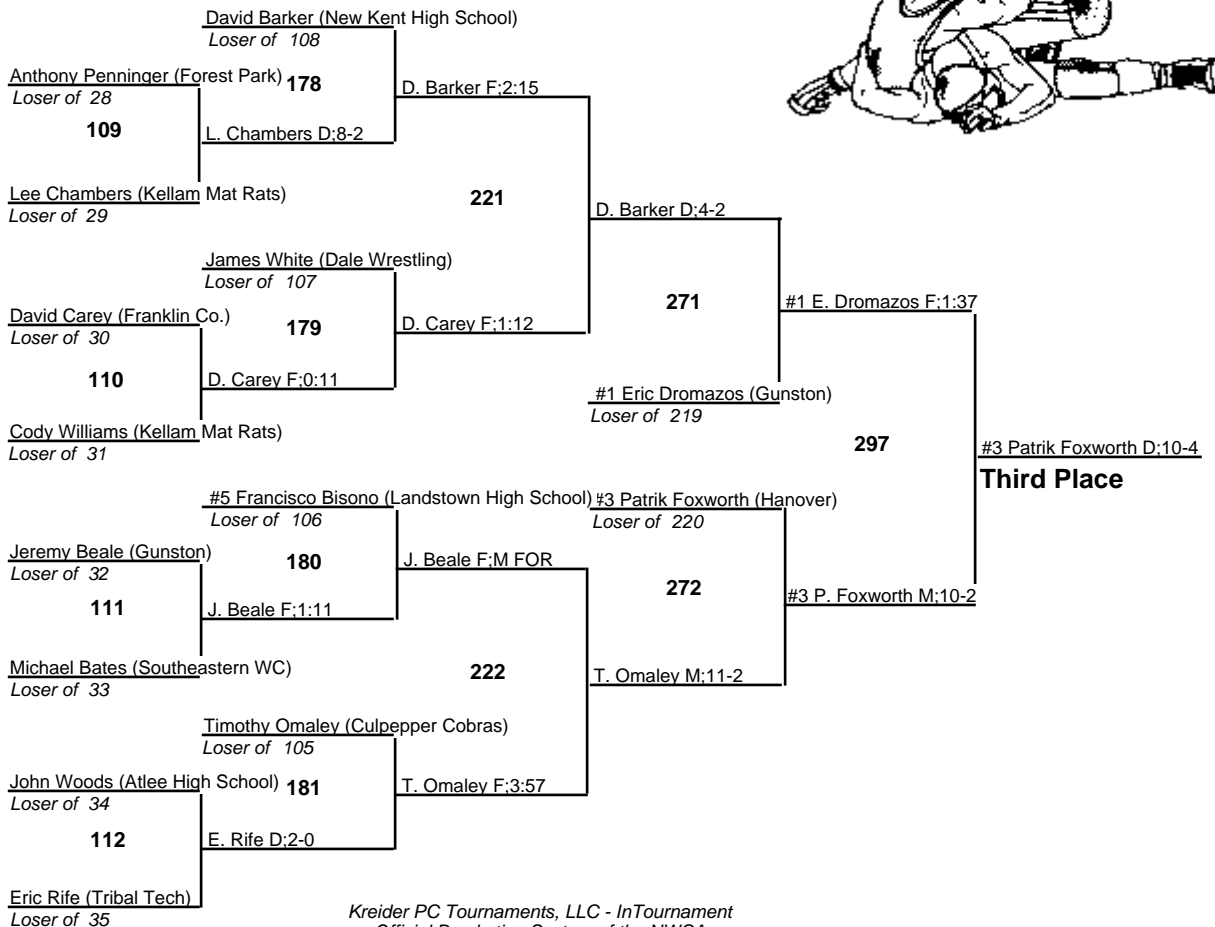 David Barker (New Kent High School)
Loser of 108
Anthony Penninger (Forest Park) 178
Loser of 28
D. Barker F;2:15
109
L. Chambers D;8-2
Lee Chambers (Kellam Mat Rats)
Loser of 29
221
D. Barker D;4-2
James White (Dale Wrestling)
Loser of 107
David Carey (Franklin Co.)
Loser of 30
179
D. Carey F;1:12
271
#1 E. Dromazos F;1:37
110
D. Carey F;0:11
#1 Eric Dromazos (Gunston)
Loser of 219
Cody Williams (Kellam Mat Rats)
Loser of 31
297
#3 Patrik Foxworth D;10-4
Third Place
#5 Francisco Bisono (Landstown High School)
Loser of 106
#3 Patrik Foxworth (Hanover)
Loser of 220
Jeremy Beale (Gunston)
Loser of 32
180
J. Beale F;M FOR
272
111
J. Beale F;1:11
#3 P. Foxworth M;10-2
Michael Bates (Southeastern WC)
Loser of 33
222
T. Omaley M;11-2
Timothy Omaley (Culpepper Cobras)
Loser of 105
John Woods (Atlee High School) 181
Loser of 34
T. Omaley F;3:57
112
E. Rife D;2-0
Eric Rife (Tribal Tech)
Loser of 35
Kreider PC Tournaments, LLC - InTournament